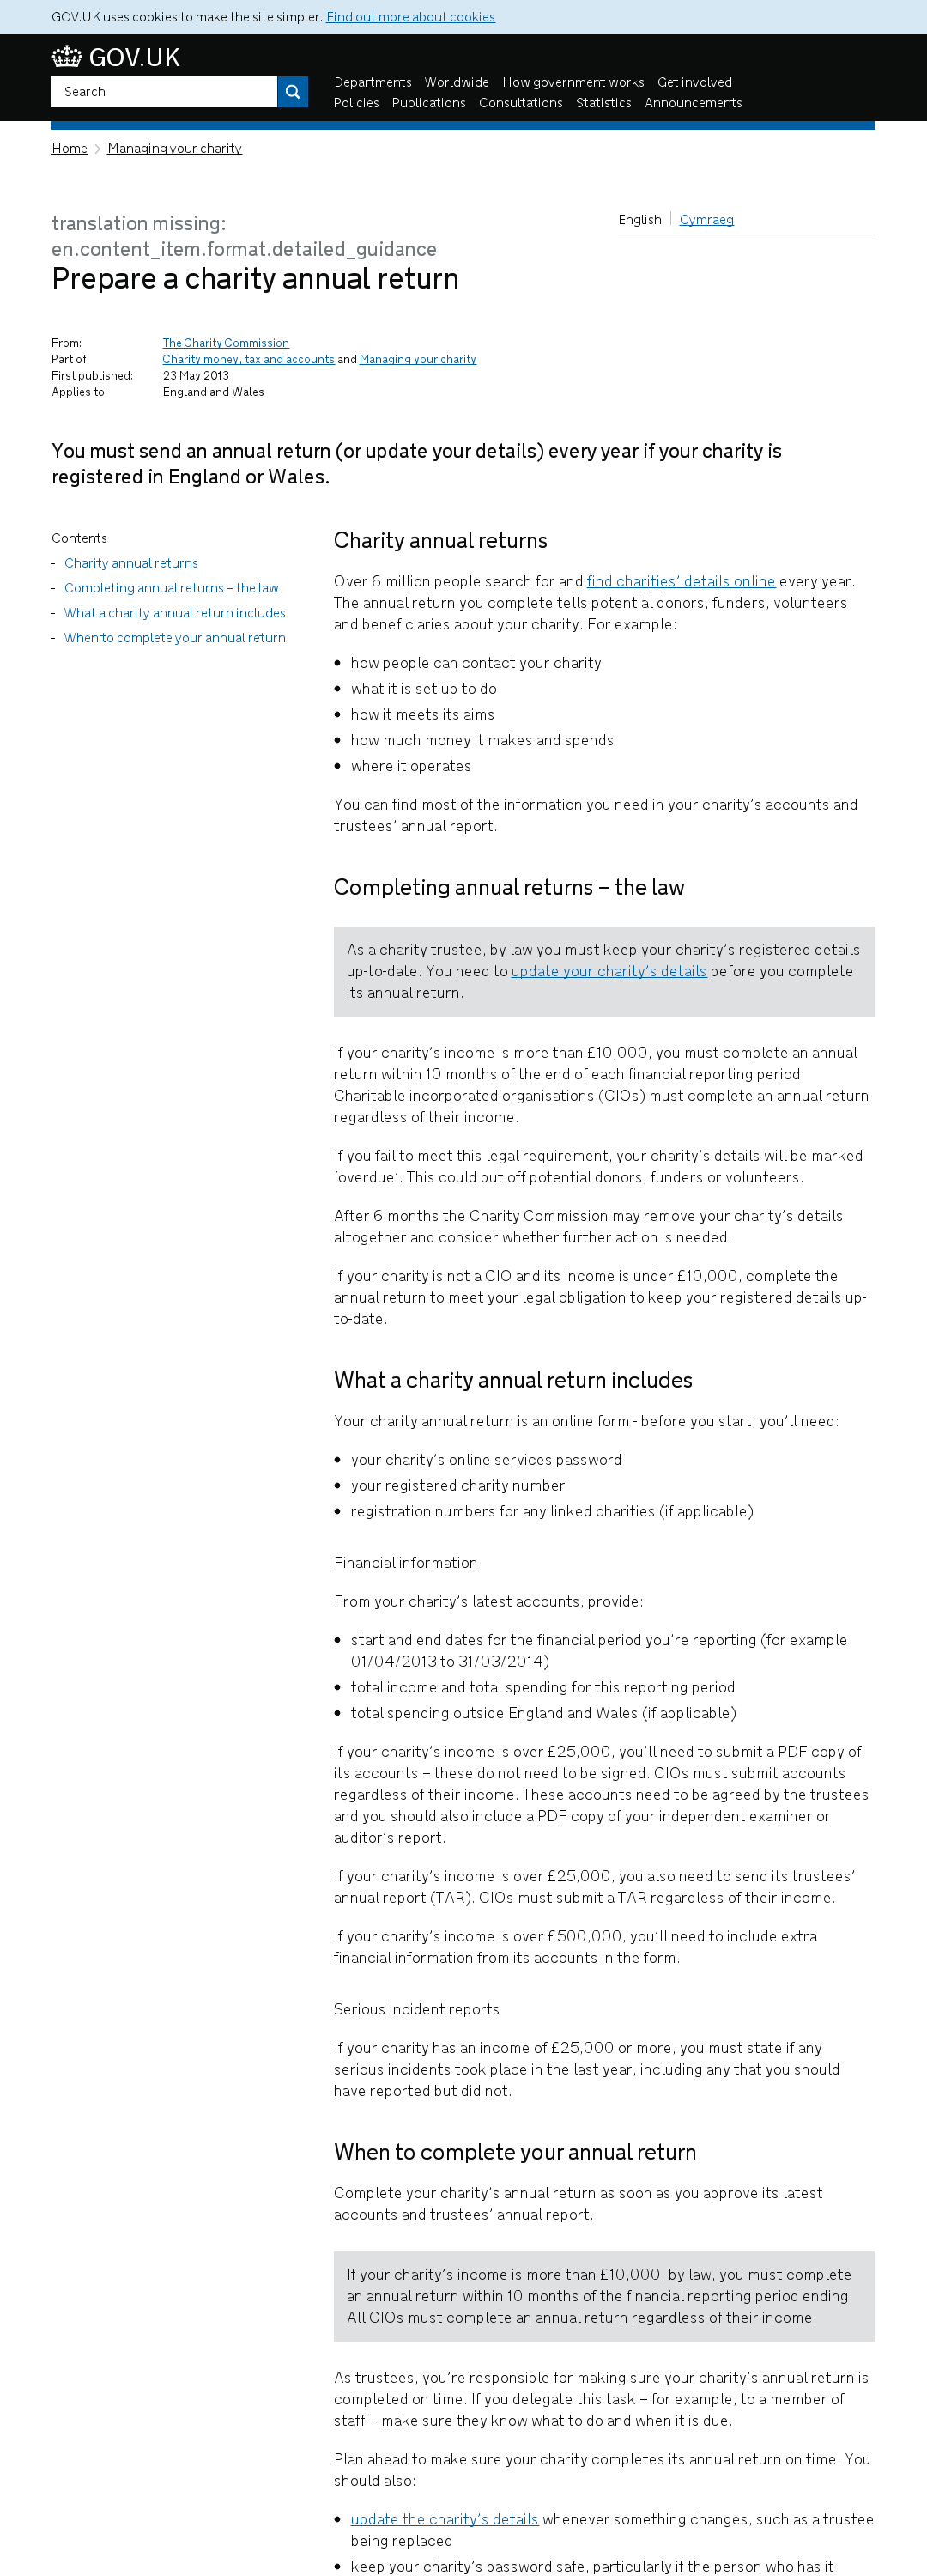 GOV.UK uses cookies to make the site simpler. Find out more about cookies
GOV.UK
Search
Departments Worldwide How government works Get involved
Policies Publications Consultations Statistics Announcements
Home Managing your charity
English Cymraeg
translation missing:
en.content_item.format.detailed_guidance
Prepare a charity annual return
From: The Charity Commission
Part of: Charity money, tax and accounts and Managing your charity
First published: 23 May 2013
Applies to: England and Wales
You must send an annual return (or update your details) every year if your charity is
registered in England or Wales.
Contents
- Charity annual returns
- Completing annual returns – the law
- What a charity annual return includes
- When to complete your annual return
Charity annual returns
Over 6 million people search for and find charities' details online every year.
The annual return you complete tells potential donors, funders, volunteers
and beneficiaries about your charity. For example:
• how people can contact your charity
• what it is set up to do
• how it meets its aims
• how much money it makes and spends
• where it operates
You can find most of the information you need in your charity's accounts and
trustees' annual report.
Completing annual returns – the law
As a charity trustee, by law you must keep your charity's registered details
up-to-date. You need to update your charity's details before you complete
its annual return.
If your charity's income is more than £10,000, you must complete an annual
return within 10 months of the end of each financial reporting period.
Charitable incorporated organisations (CIOs) must complete an annual return
regardless of their income.
If you fail to meet this legal requirement, your charity's details will be marked
'overdue'. This could put off potential donors, funders or volunteers.
After 6 months the Charity Commission may remove your charity's details
altogether and consider whether further action is needed.
If your charity is not a CIO and its income is under £10,000, complete the
annual return to meet your legal obligation to keep your registered details up-
to-date.
What a charity annual return includes
Your charity annual return is an online form - before you start, you'll need:
• your charity's online services password
• your registered charity number
• registration numbers for any linked charities (if applicable)
Financial information
From your charity's latest accounts, provide:
• start and end dates for the financial period you're reporting (for example
01/04/2013 to 31/03/2014)
• total income and total spending for this reporting period
• total spending outside England and Wales (if applicable)
If your charity's income is over £25,000, you'll need to submit a PDF copy of
its accounts – these do not need to be signed. CIOs must submit accounts
regardless of their income. These accounts need to be agreed by the trustees
and you should also include a PDF copy of your independent examiner or
auditor's report.
If your charity's income is over £25,000, you also need to send its trustees'
annual report (TAR). CIOs must submit a TAR regardless of their income.
If your charity's income is over £500,000, you'll need to include extra
financial information from its accounts in the form.
Serious incident reports
If your charity has an income of £25,000 or more, you must state if any
serious incidents took place in the last year, including any that you should
have reported but did not.
When to complete your annual return
Complete your charity's annual return as soon as you approve its latest
accounts and trustees' annual report.
If your charity's income is more than £10,000, by law, you must complete
an annual return within 10 months of the financial reporting period ending.
All CIOs must complete an annual return regardless of their income.
As trustees, you're responsible for making sure your charity's annual return is
completed on time. If you delegate this task – for example, to a member of
staff – make sure they know what to do and when it is due.
Plan ahead to make sure your charity completes its annual return on time. You
should also:
• update the charity's details whenever something changes, such as a trustee
being replaced
• keep your charity's password safe, particularly if the person who has it